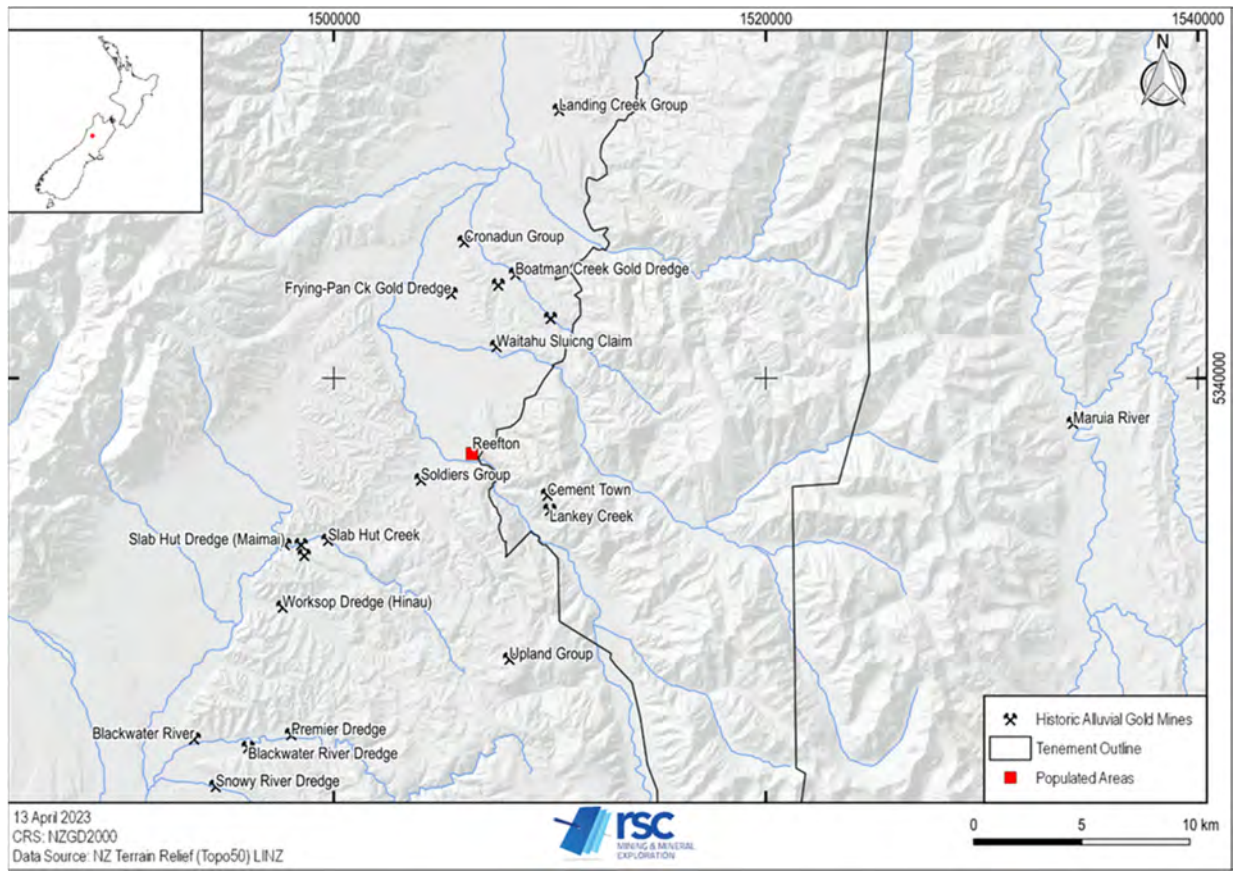 1500000
1520000
1540000
N
Landing Creek Group
Cronadun Group
Boatman Creek Gold Dredge
Frying-Pan Ck Gold Dredge
Waitahu Sluicng Claim
5340000
Maruia River
Reefton
Soldiers Group
Cement Town
Lankey Creek
Slab Hut Dredge (Maimai)
Slab Hut Creek
Worksop Dredge (Hinau)
Upland Group
Blackwater River
Premier Dredge
Blackwater River Dredge
Snowy River Dredge
Historic Alluvial Gold Mines
Tenement Outline
Populated Areas
13 April 2023
CRS: NZGD2000
Data Source: NZ Terrain Relief (Topo50) LINZ
rsc
MINING & MINERAL
EXPLORATION
0 5 10 km